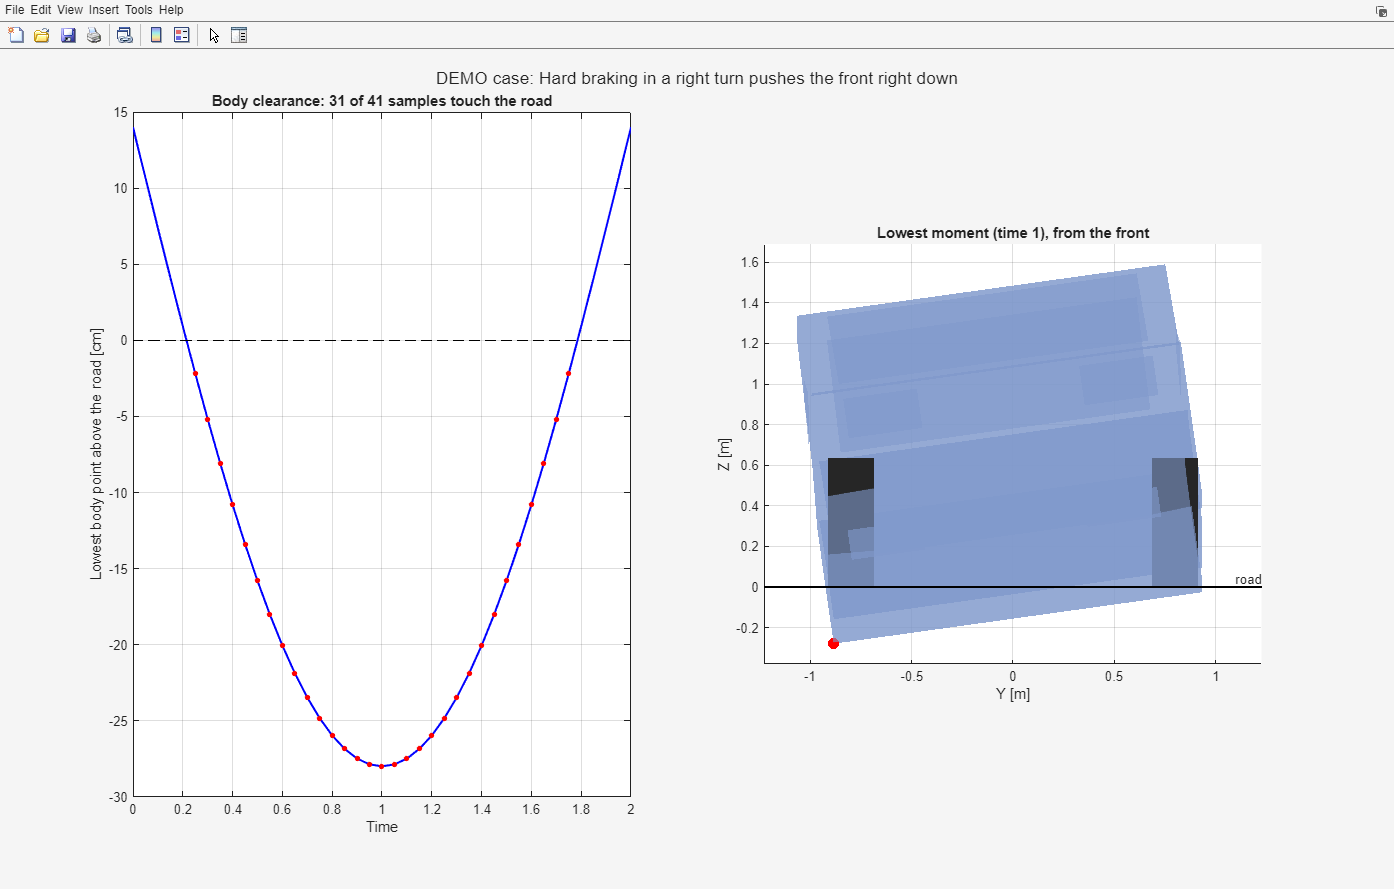 File Edit View Insert Tools Help
DEMO case: Hard braking in a right turn pushes the front right down
Body clearance: 31 of 41 samples touch the road
15
10
5
0
-5
-10
-15
-20
-25
-30
Lowest body point above the road [cm]
0 0.2 0.4 0.6 0.8 1 1.2 1.4 1.6 1.8 2
Time
Lowest moment (time 1), from the front
1.6
1.4
1.2
1
0.8
0.6
0.4
0.2
0
-0.2
Z [m]
road
-1 -0.5 0 0.5 1
Y [m]